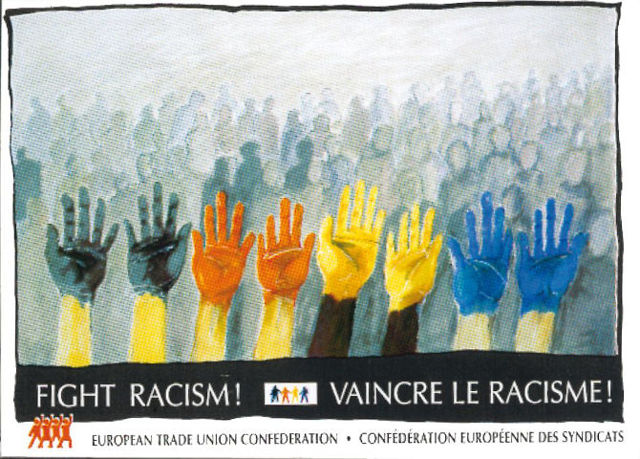 FIGHT RACISM! VAINCRE LE RACISME!
EUROPEAN TRADE UNION CONFEDERATION • CONFÉDÉRATION EUROPÉENNE DES SYNDICATS